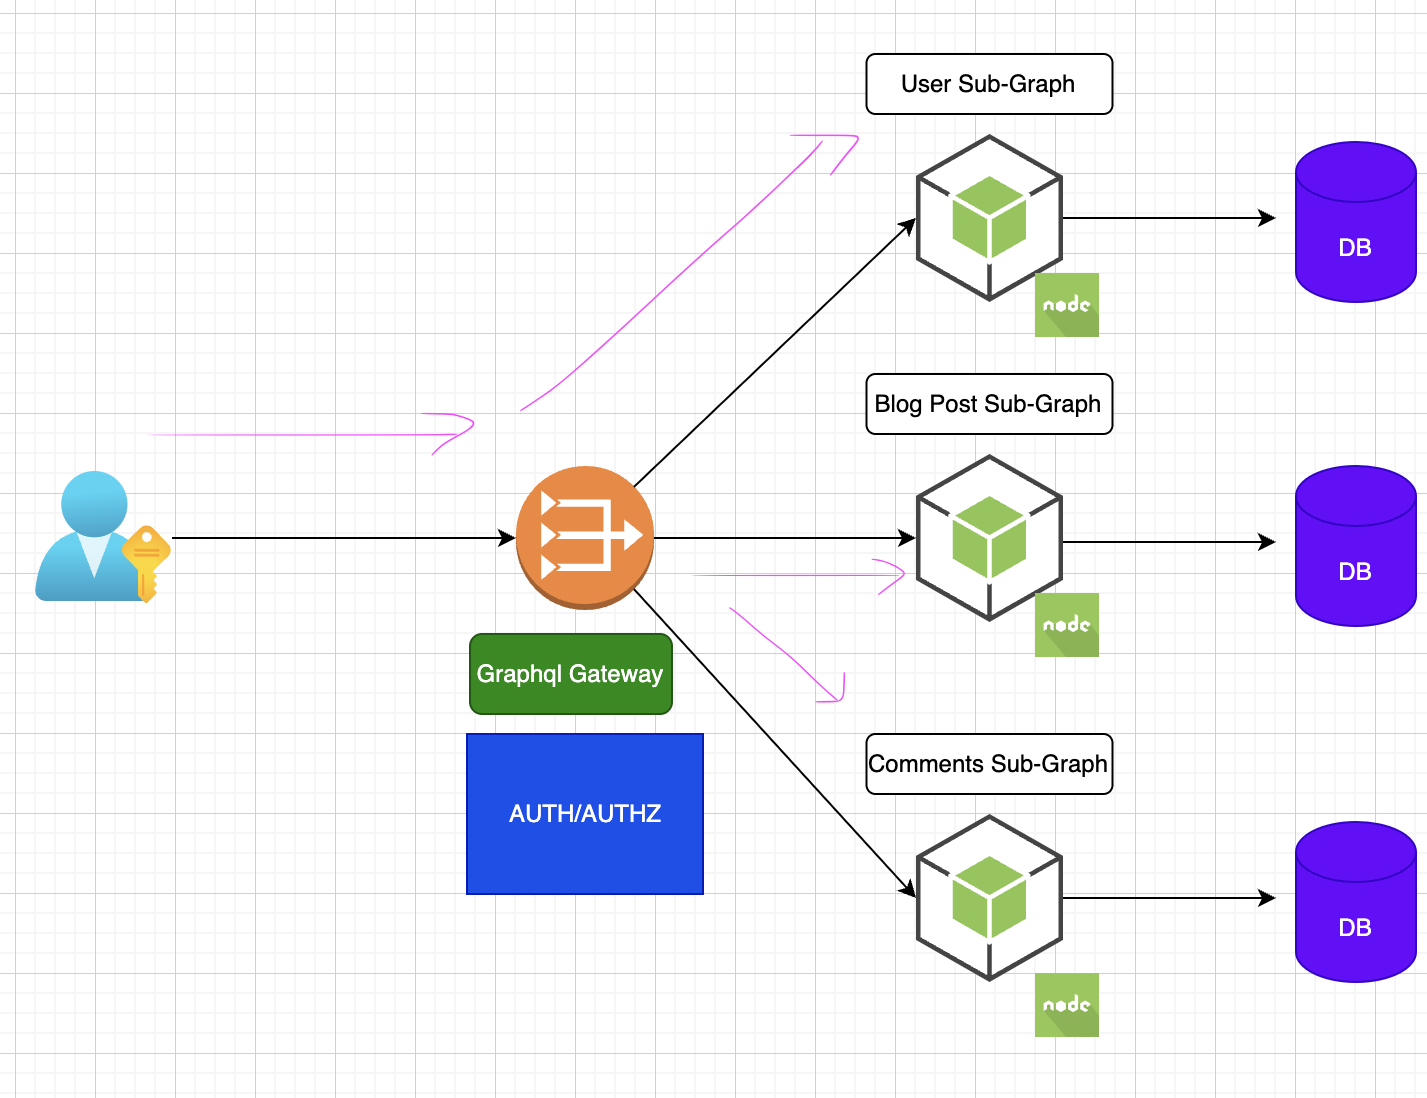 User Sub-Graph
DB
node
Blog Post Sub-Graph
DB
node
Graphql Gateway
AUTH/AUTHZ
Comments Sub-Graph
DB
node